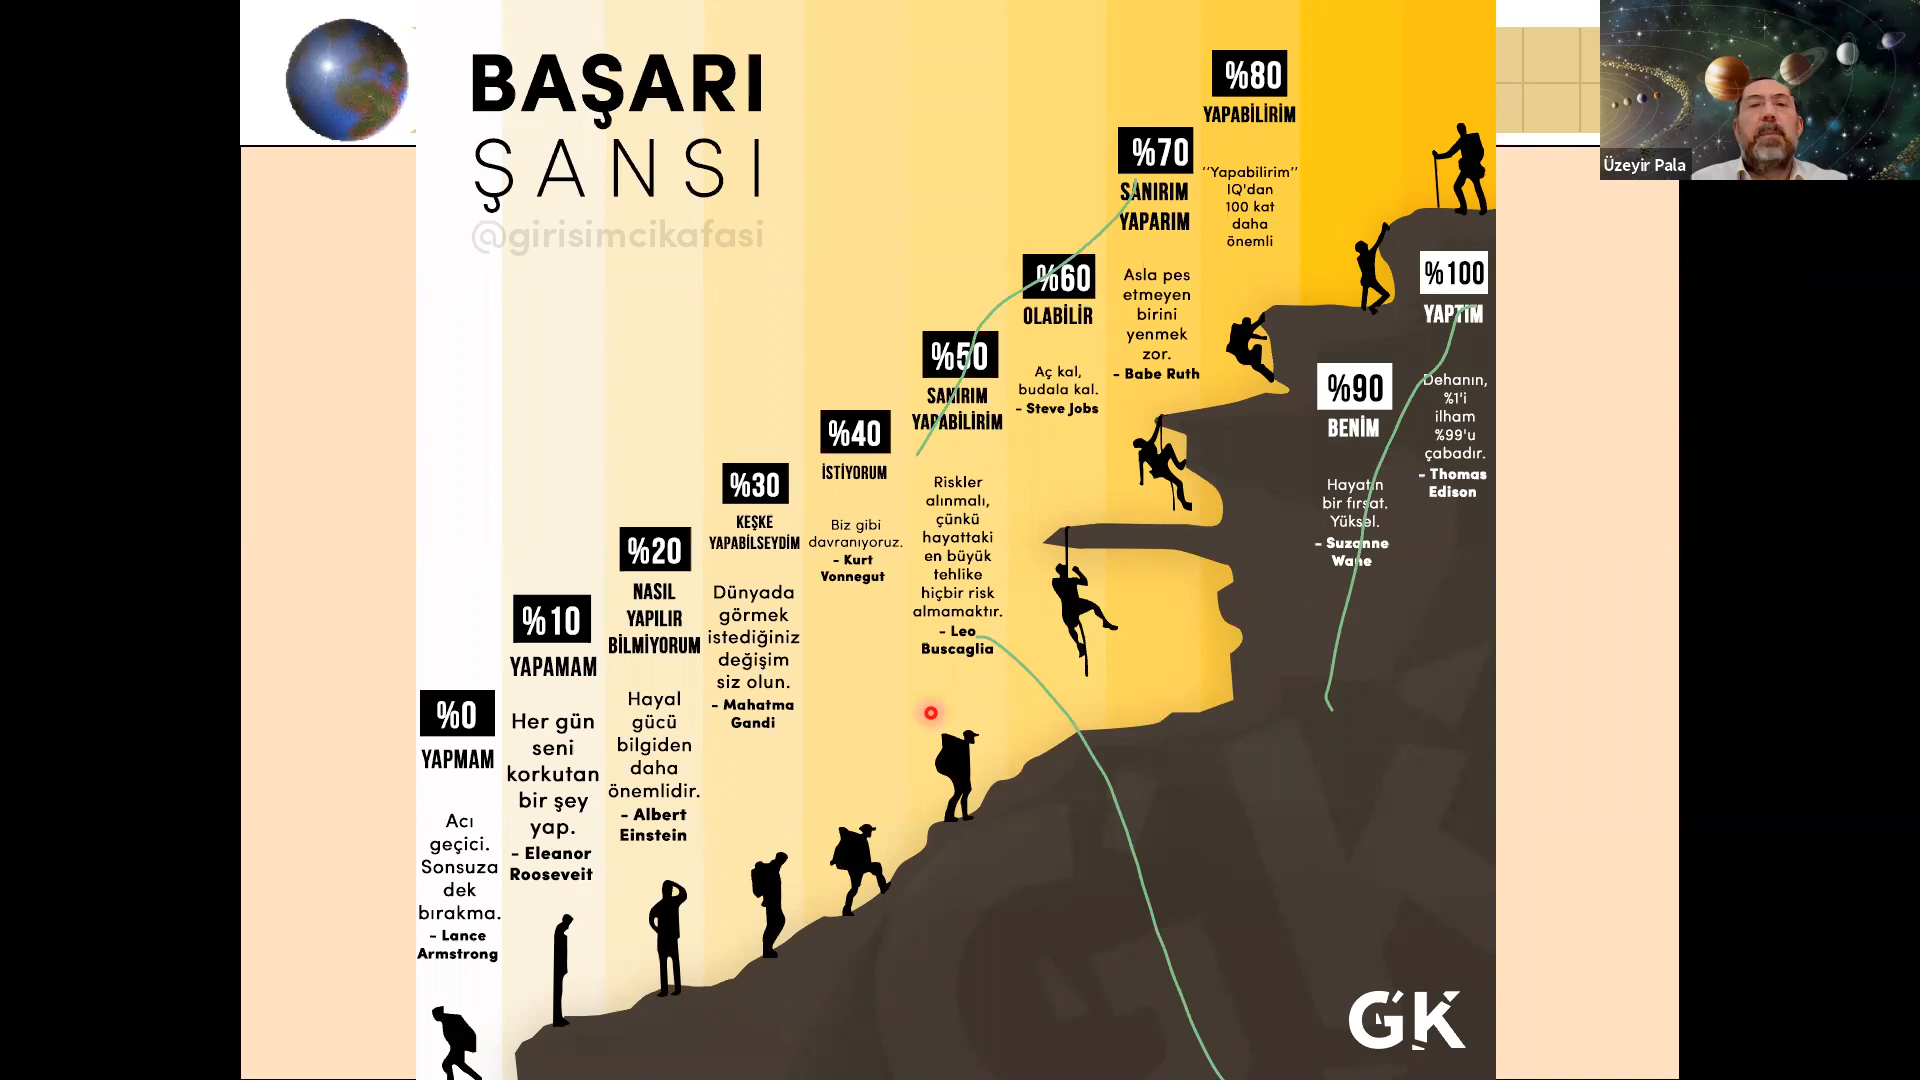 BAŞARI
ŞANSI
@girisimcikafasi
%0
YAPMAM
Acı
geçici.
Sonsuza
dek
bırakma.
- Lance
Armstrong
%10
YAPAMAM
Her gün
seni
korkutan
bir şey
yap.
- Eleanor
Rooseveit
%20
NASIL
YAPILIR
BİLMİYORUM
Hayal
gücü
bilgiden
daha
önemlidir.
- Albert
Einstein
%30
KEŞKE
YAPABİLSEYDİM
Dünyada
görmek
istediğiniz
değişim
siz olun.
- Mahatma
Gandi
%40
İSTİYORUM
Biz gibi
davranıyoruz.
- Kurt
Vonnegut
%50
SANIRIM
YAPABİLİRİM
Riskler
alınmalı,
çünkü
hayattaki
en büyük
tehlike
hiçbir risk
almamaktır.
- Leo
Buscaglia
%60
OLABİLİR
Aç kal,
budala kal.
- Steve Jobs
%70
SANIRIM
YAPARIM
Asla pes
etmeyen
birini
yenmek
zor.
- Babe Ruth
%80
YAPABİLİRİM
''Yapabilirim''
IQ'dan
100 kat
daha
önemli
%90
BENİM
Hayatın
bir fırsat.
Yüksel.
- Suzanne
Wane
%100
YAPTIM
Dehanın,
%1'i
ilham
%99'u
çabadır.
- Thomas
Edison
GK
Üzeyir Pala